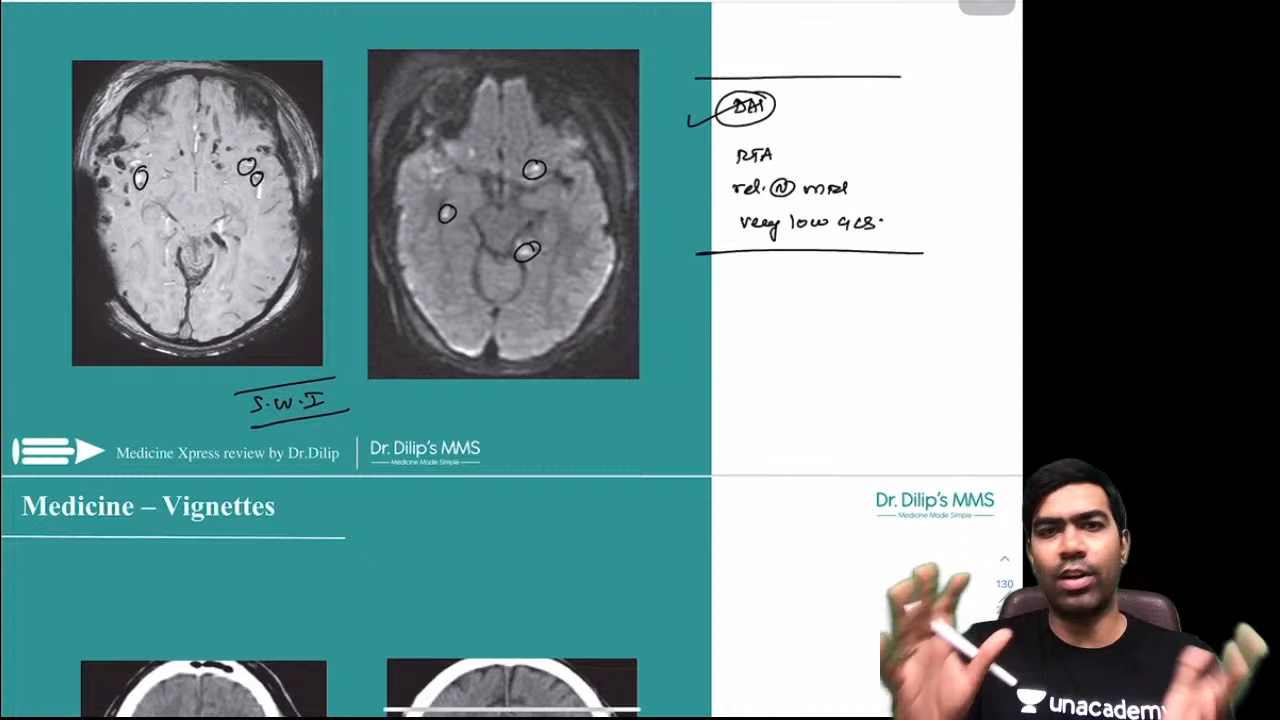 DAI
RTA
rel. N MRI
very low GCS.
S.W.I
Medicine Xpress review by Dr.Dilip
Dr. Dilip's MMS
Medicine Made Simple
Medicine – Vignettes
Dr. Dilip's MMS
Medicine Made Simple
130
unacademy